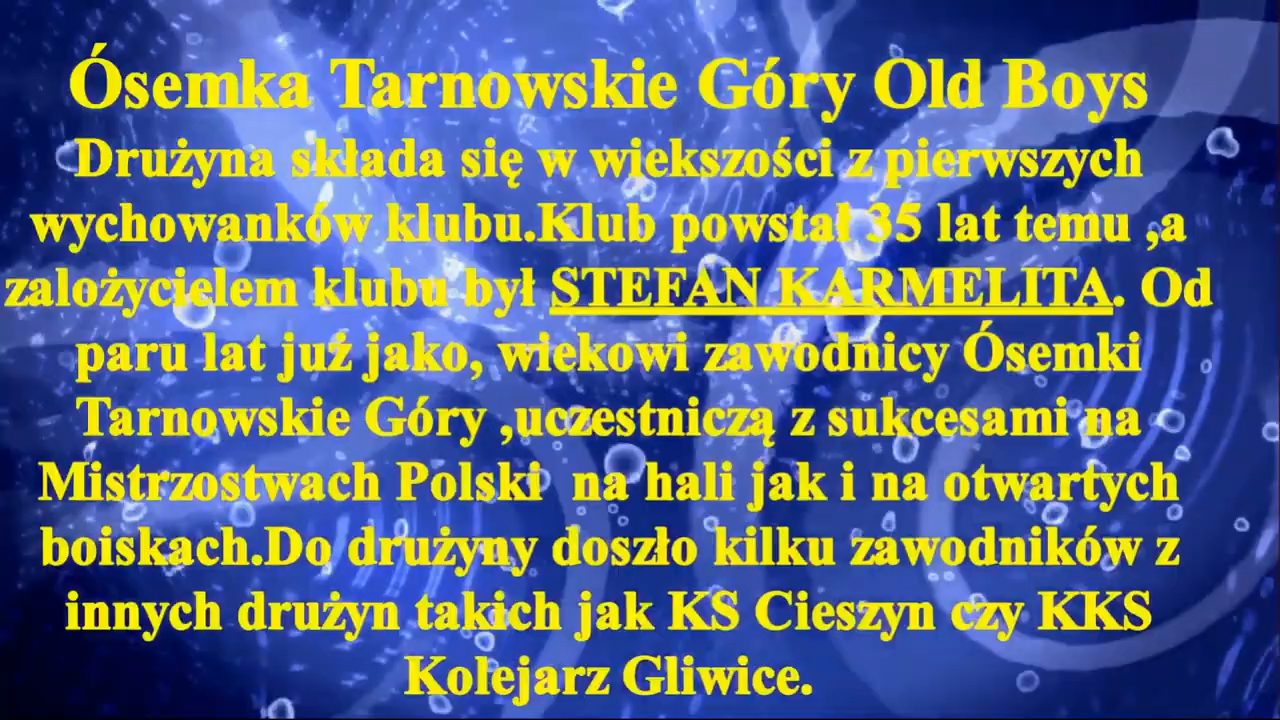 Ósemka Tarnowskie Góry Old Boys
Drużyna składa się w wiekszości z pierwszych
wychowanków klubu.Klub powstał 35 lat temu ,a
zalożycielem klubu był STEFAN KARMELITA. Od
paru lat już jako, wiekowi zawodnicy Ósemki
Tarnowskie Góry ,uczestniczą z sukcesami na
Mistrzostwach Polski  na hali jak i na otwartych
boiskach.Do drużyny doszło kilku zawodników z
innych drużyn takich jak KS Cieszyn czy KKS
Kolejarz Gliwice.